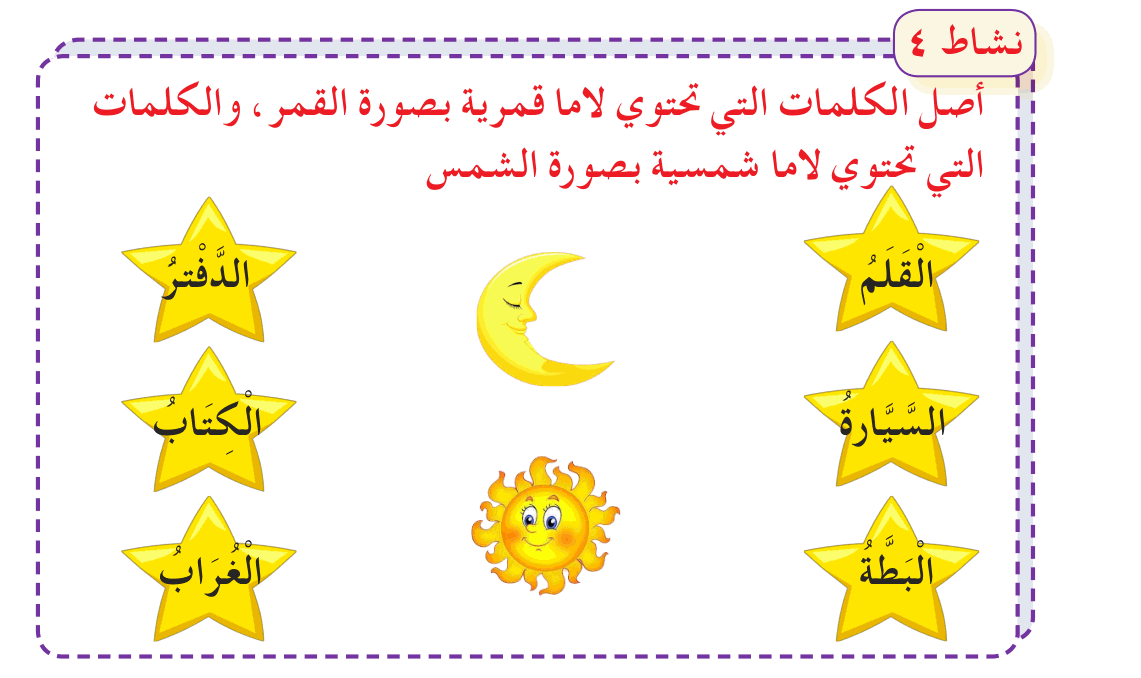 نشاط ٤
أصل الكلمات التي تحتوي لاما قمرية بصورة القمر، والكلمات
التي تحتوي لاما شمسية بصورة الشمس
الْقَلَمُ
الدَّفْترُ
السَّيَّارةُ
الْكِتَابُ
الْبَطَّةُ
الْغُرَابُ